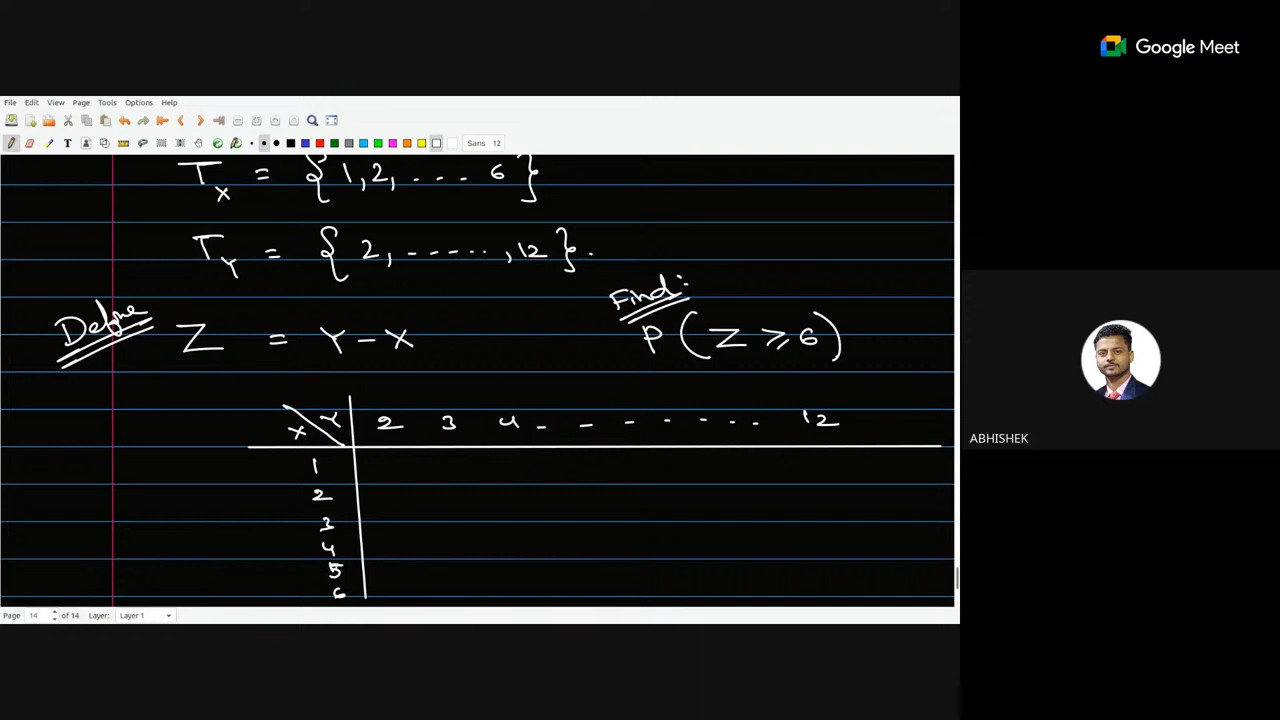 Google Meet
File Edit View Page Tools Options Help
Sans 12
T_X = {1,2, . . . . 6}
T_Y = {2, . . . . . . ,12}.
Find:
Define Z = Y - X P(Z ⩾ 6)
ABHISHEK
X Y 2 3 4 - - - - - - - 12
1
2
3
4
5
6
Page 14 of 14 Layer: Layer 1